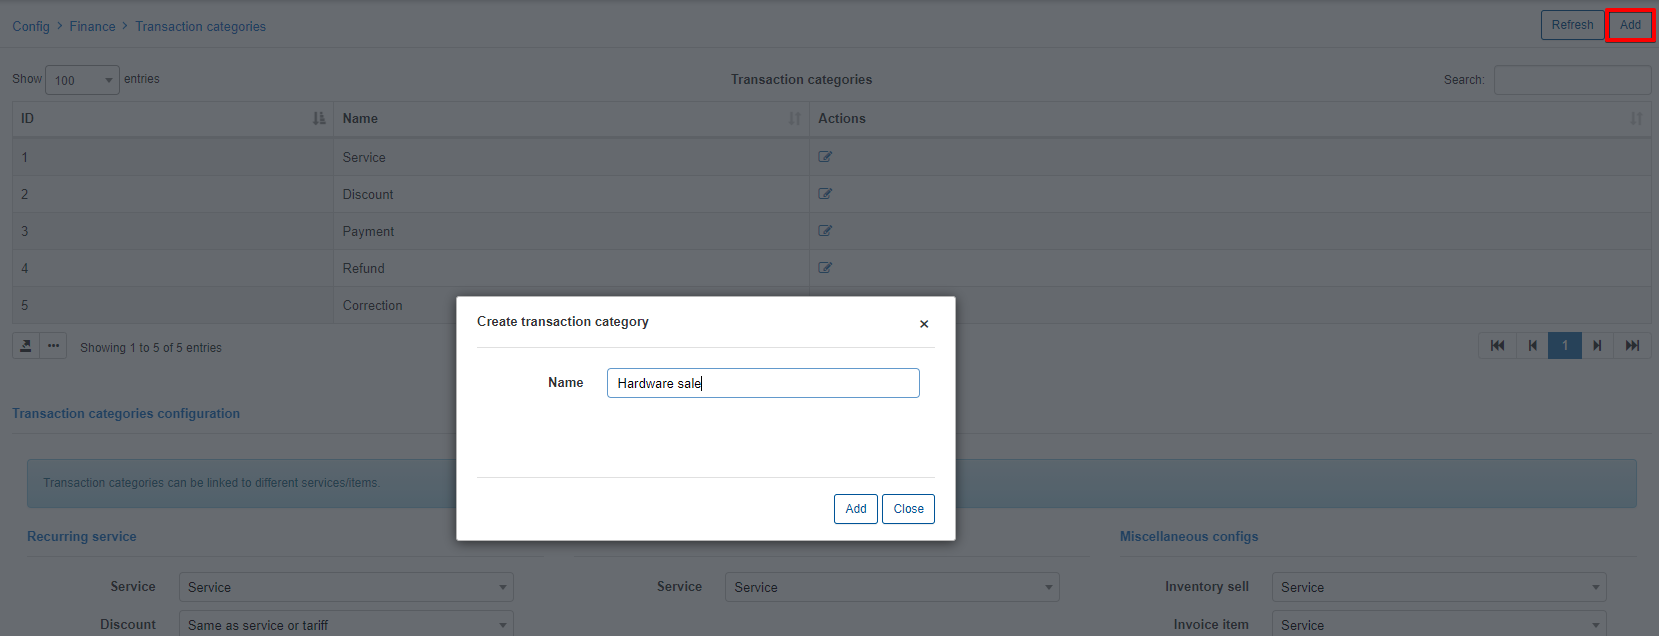 Config > Finance > Transaction categories
Refresh
Add
Show 100 entries
Transaction categories
Search:
ID Name Actions
1 Service
2 Discount
3 Payment
4 Refund
5 Correction
Create transaction category ×
Name Hardware sale
Add Close
Showing 1 to 5 of 5 entries
1
Transaction categories configuration
Transaction categories can be linked to different services/items.
Recurring service
Miscellaneous configs
Service Service
Service Service
Inventory sell Service
Discount Same as service or tariff
Invoice item Service